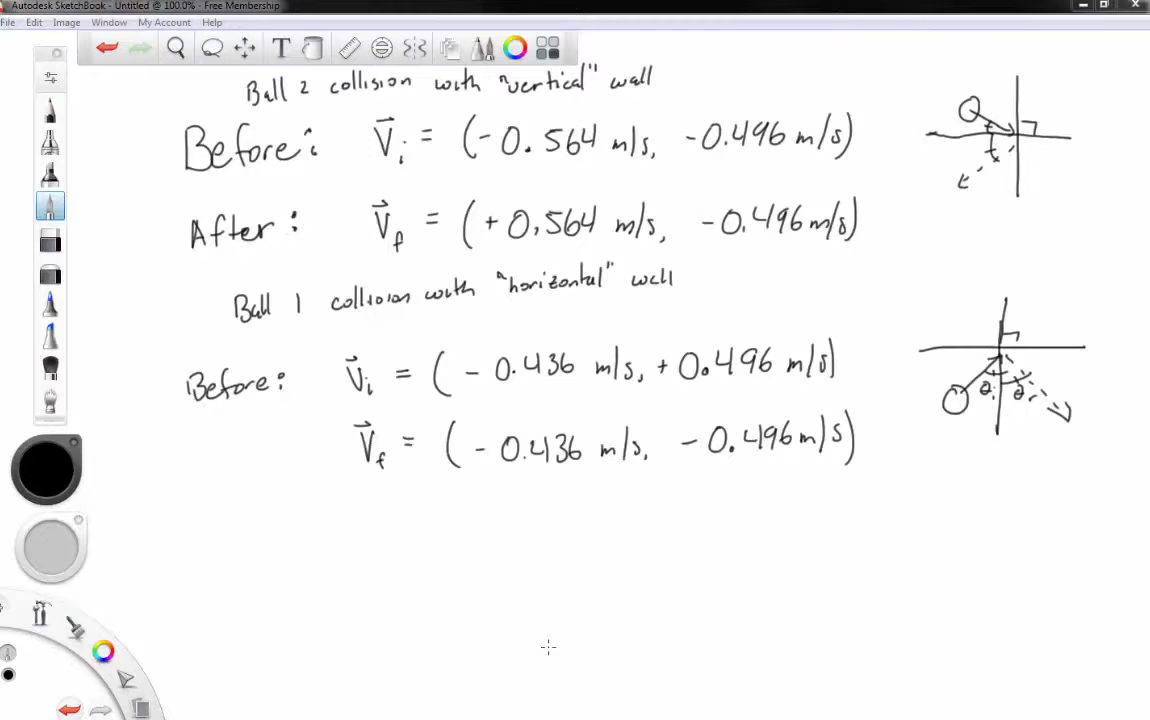 Autodesk SketchBook - Untitled @ 100.0% - Free Membership
File Edit Image Window My Account Help
Ball 2 collision with "vertical" wall
Before: V⃗i = (-0.564 m/s, -0.496 m/s)
After: V⃗f = (+0.564 m/s, -0.496 m/s)
Ball 1 collision with "horizontal" wall
Before: V⃗i = (-0.436 m/s, +0.496 m/s)
V⃗f = (-0.436 m/s, -0.496 m/s)
θi θr